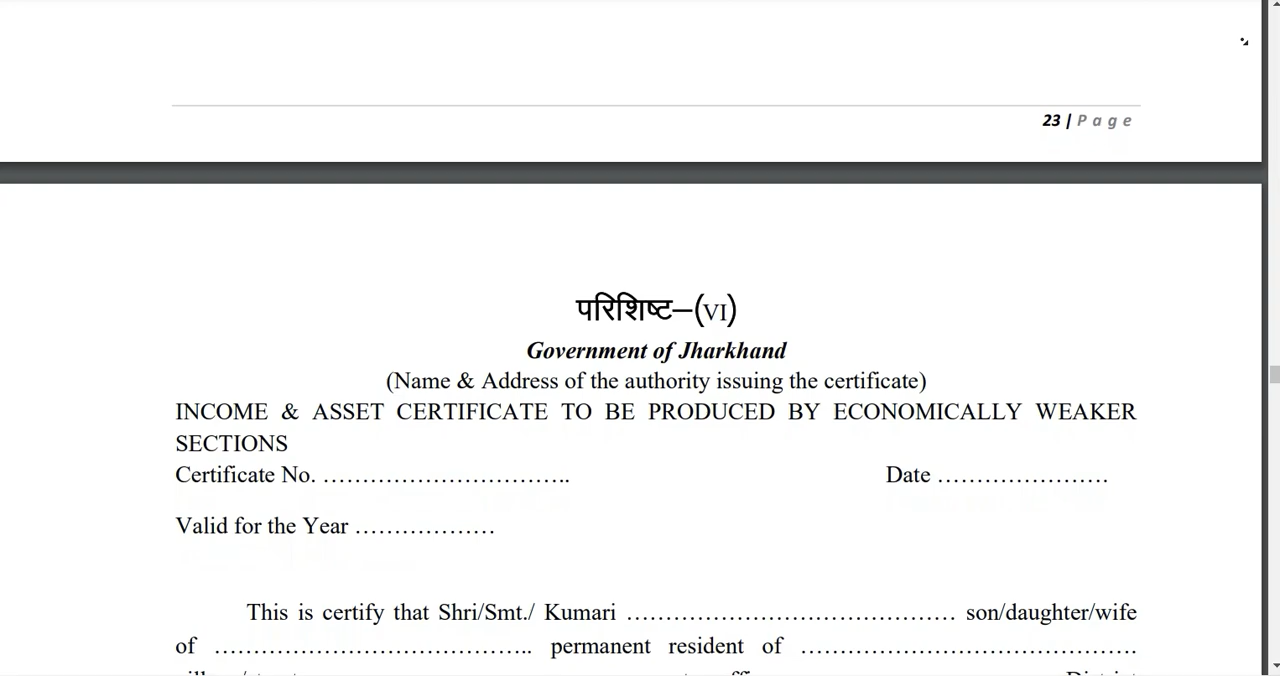 23 | P a g e
परिशिष्ट–(VI)
Government of Jharkhand
(Name & Address of the authority issuing the certificate)
INCOME & ASSET CERTIFICATE TO BE PRODUCED BY ECONOMICALLY WEAKER
SECTIONS
Certificate No. ………………………….. Date ………………….
Valid for the Year ………………
This is certify that Shri/Smt./ Kumari …………………………………… son/daughter/wife
of ………………………………….. permanent resident of …………………………………….